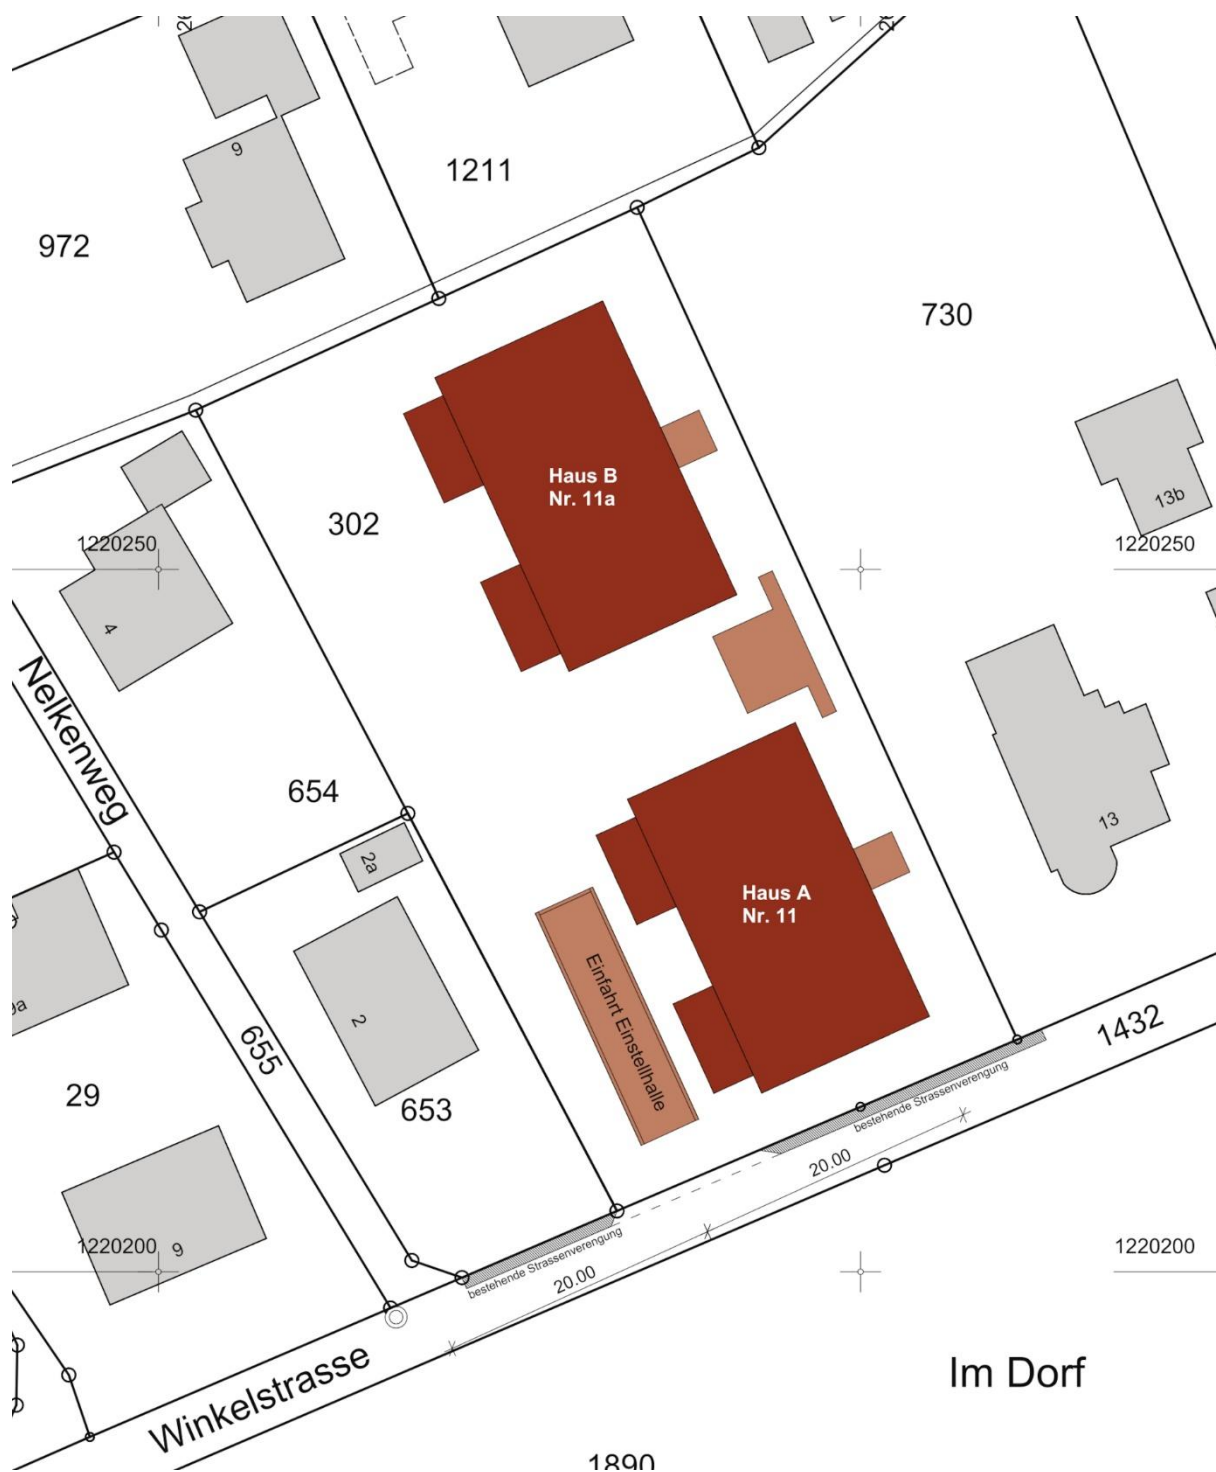 9
1211
972
730
Haus B
Nr. 11a
302
13b
1220250
1220250
4
Nelkenweg
654
2a
13
Haus A
Nr. 11
Einfahrt Einstellhalle
2
9a
655
29
653
1432
bestehende Strassenverengung
20.00
bestehende Strassenverengung
20.00
1220200
9
1220200
Winkelstrasse
Im Dorf
1890